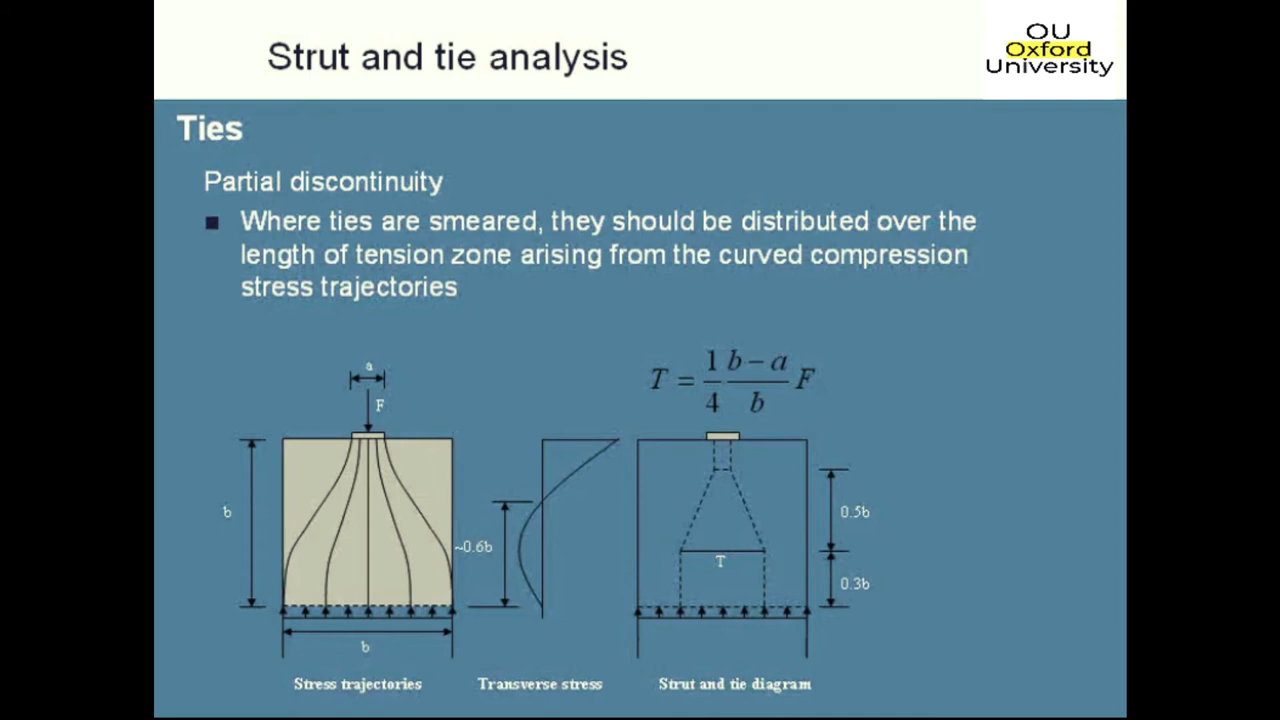 Strut and tie analysis
OU
Oxford
University
Ties
Partial discontinuity
Where ties are smeared, they should be distributed over the
length of tension zone arising from the curved compression
stress trajectories
T = 1/4 b − a/b F
a
F
b
~0.6b
T
0.5b
0.3b
b
Stress trajectories
Transverse stress
Strut and tie diagram